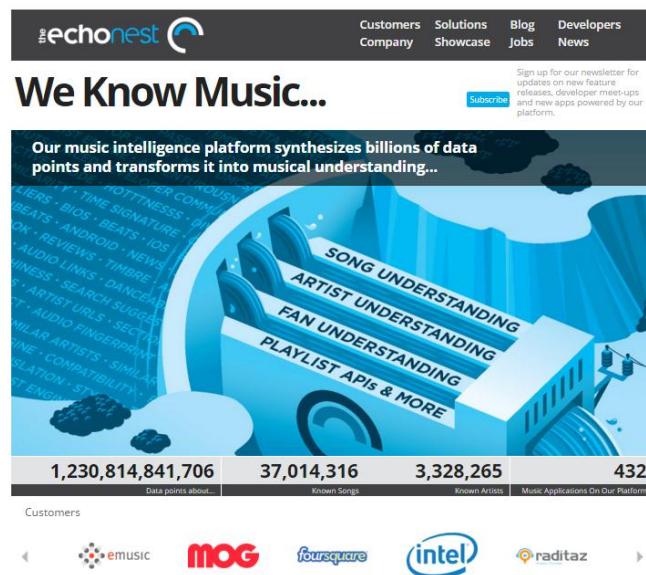 the echonest
Customers Solutions Blog Developers
Company Showcase Jobs News
We Know Music...
Subscribe
Sign up for our newsletter for
updates on new feature
releases, developer meet-ups
and new apps powered by our
platform.
Our music intelligence platform synthesizes billions of data
points and transforms it into musical understanding...
TIME SIGNATURE
BIOS · BEATS · IOS
BEATS · ANDROID · NEWS
REVIEWS · TIMBRE
AUDIO LINKS ·
SEARCH
ARTIST URLS ·
AUDIO
SIMILAR ARTISTS ·
COMPATIBILITY
SONG UNDERSTANDING
ARTIST UNDERSTANDING
FAN UNDERSTANDING
PLAYLIST APIs & MORE
1,230,814,841,706 37,014,316 3,328,265 432
Data points about... Known Songs Known Artists Music Applications On Our Platform
Customers
emusic MOG foursquare intel raditaz